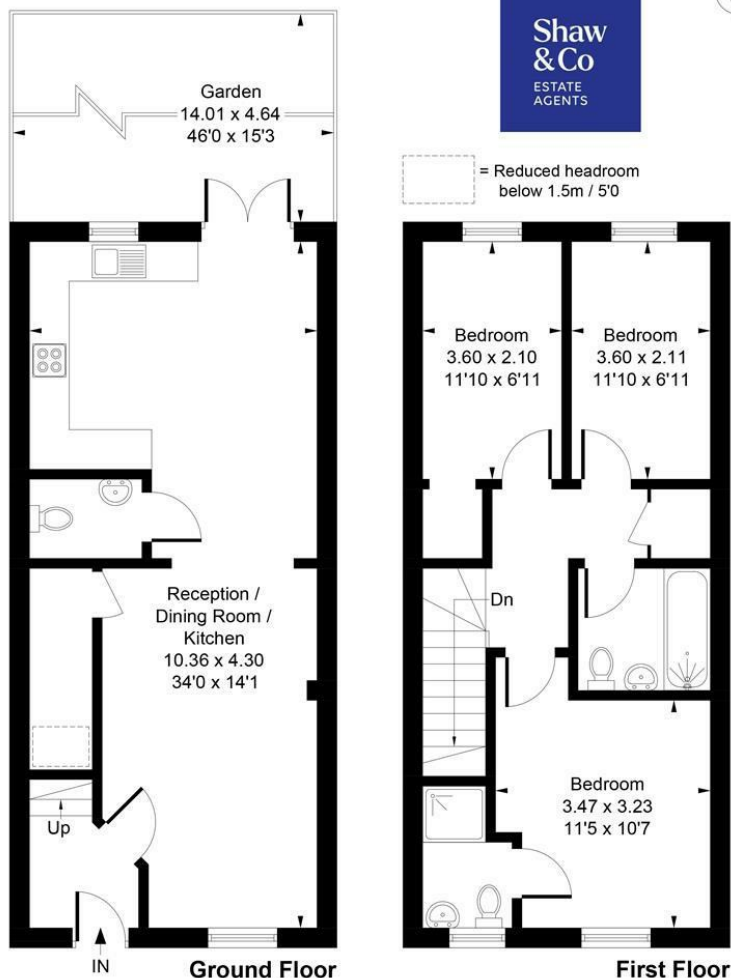 Shaw
& Co
ESTATE
AGENTS
Garden
14.01 x 4.64
46'0 x 15'3
= Reduced headroom
below 1.5m / 5'0
Bedroom
3.60 x 2.10
11'10 x 6'11
Bedroom
3.60 x 2.11
11'10 x 6'11
Reception /
Dining Room /
Kitchen
10.36 x 4.30
34'0 x 14'1
Dn
Up
Bedroom
3.47 x 3.23
11'5 x 10'7
IN
Ground Floor
First Floor